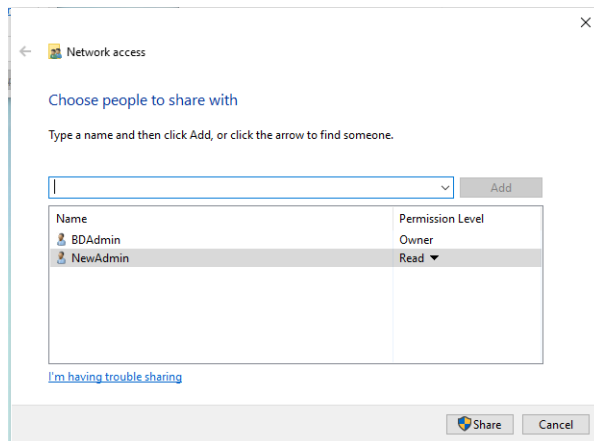 Network access
Choose people to share with
Type a name and then click Add, or click the arrow to find someone.
Add
Name Permission Level
BDAdmin Owner
NewAdmin Read
I'm having trouble sharing
Share Cancel